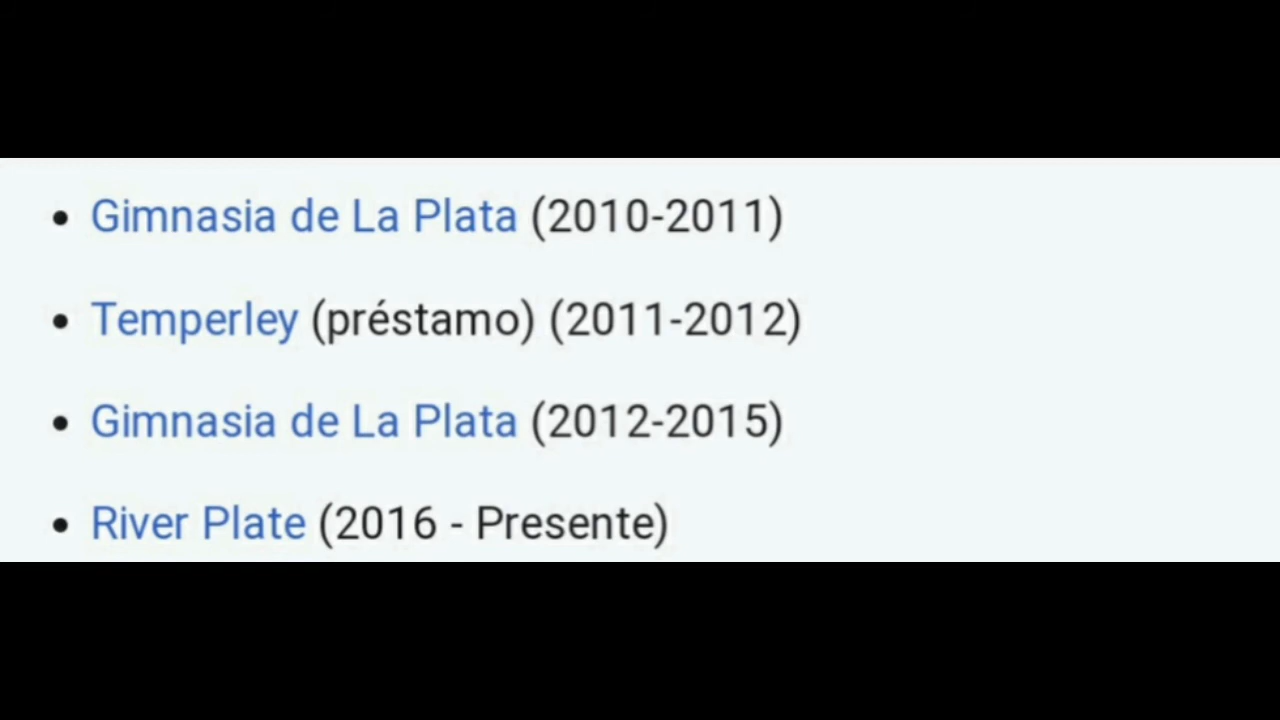 Gimnasia de La Plata (2010-2011)
Temperley (préstamo) (2011-2012)
Gimnasia de La Plata (2012-2015)
River Plate (2016 - Presente)